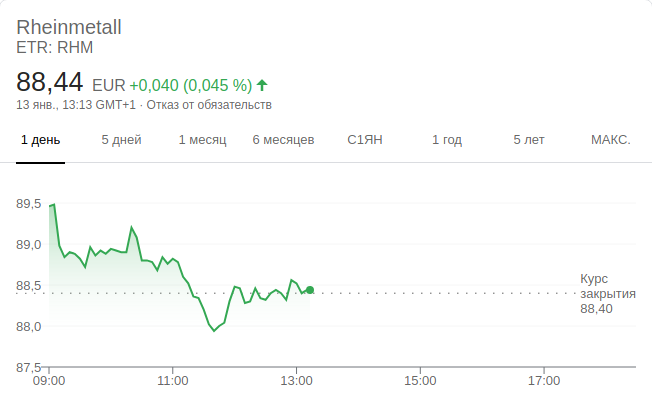 Rheinmetall
ETR: RHM
88,44 EUR +0,040 (0,045 %)
13 янв., 13:13 GMT+1 · Отказ от обязательств
1 день 5 дней 1 месяц 6 месяцев С1ЯН 1 год 5 лет МАКС.
89,5
89,0
88,5
Курс
закрытия
88,40
88,0
87,5
09:00 11:00 13:00 15:00 17:00